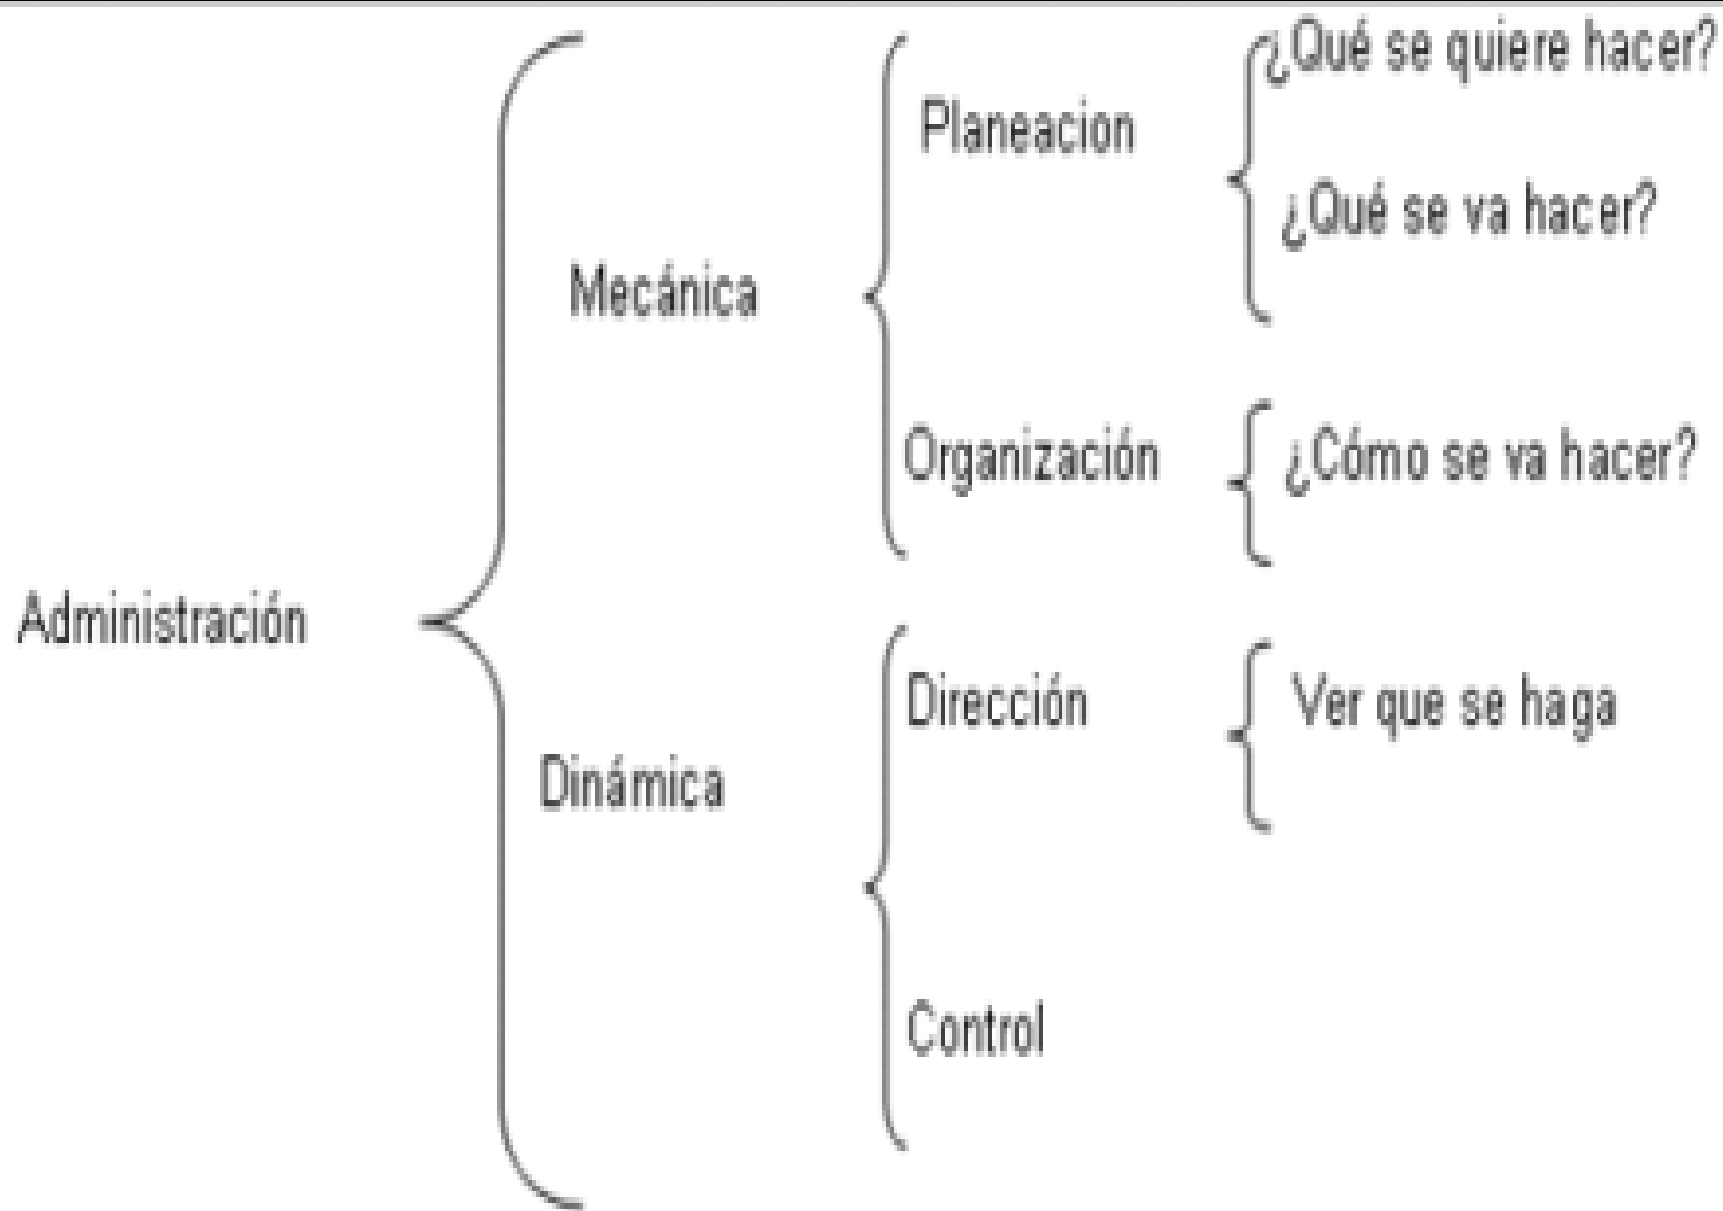 ¿Qué se quiere hacer?
Planeacion
¿Qué se va hacer?
Mecánica
Organización
¿Cómo se va hacer?
Administración
Dirección
Ver que se haga
Dinámica
Control